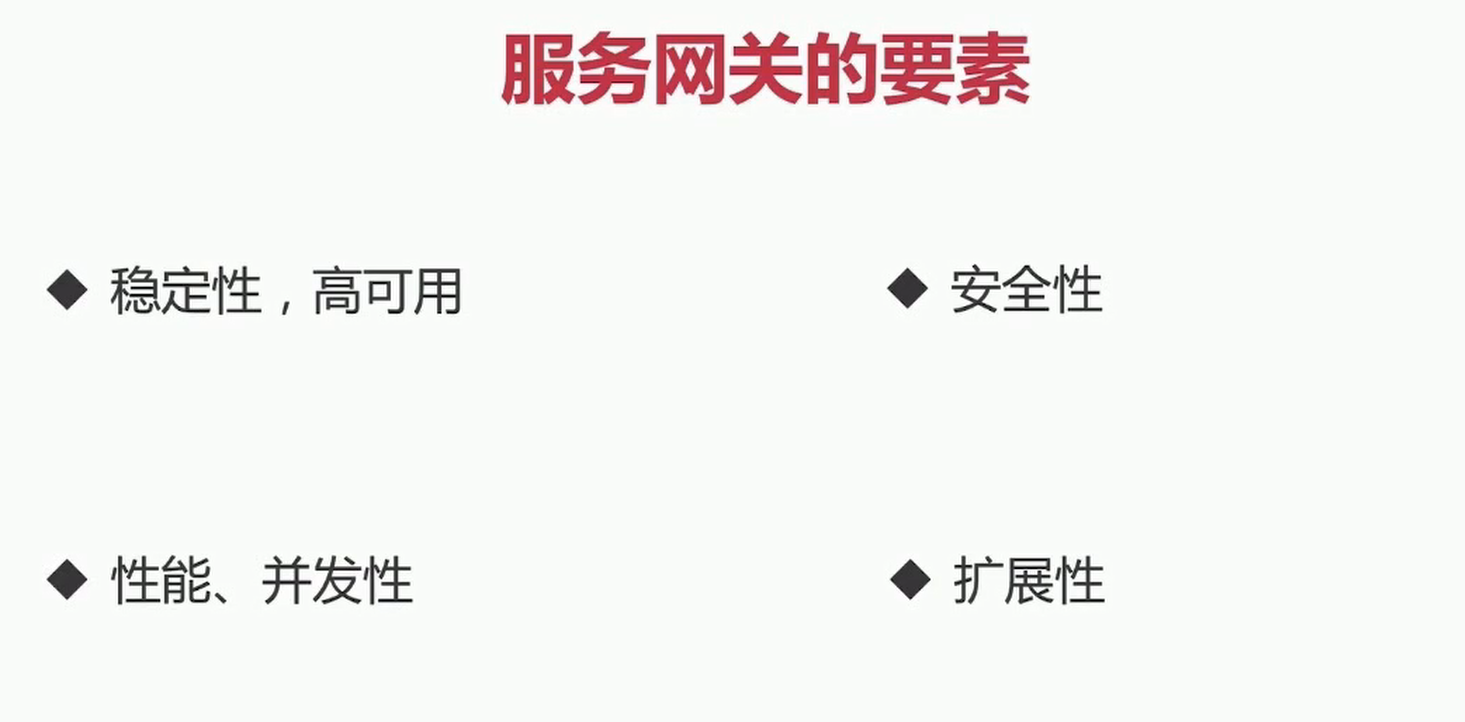 服务网关的要素
◆ 稳定性，高可用
◆ 安全性
◆ 性能、并发性
◆ 扩展性